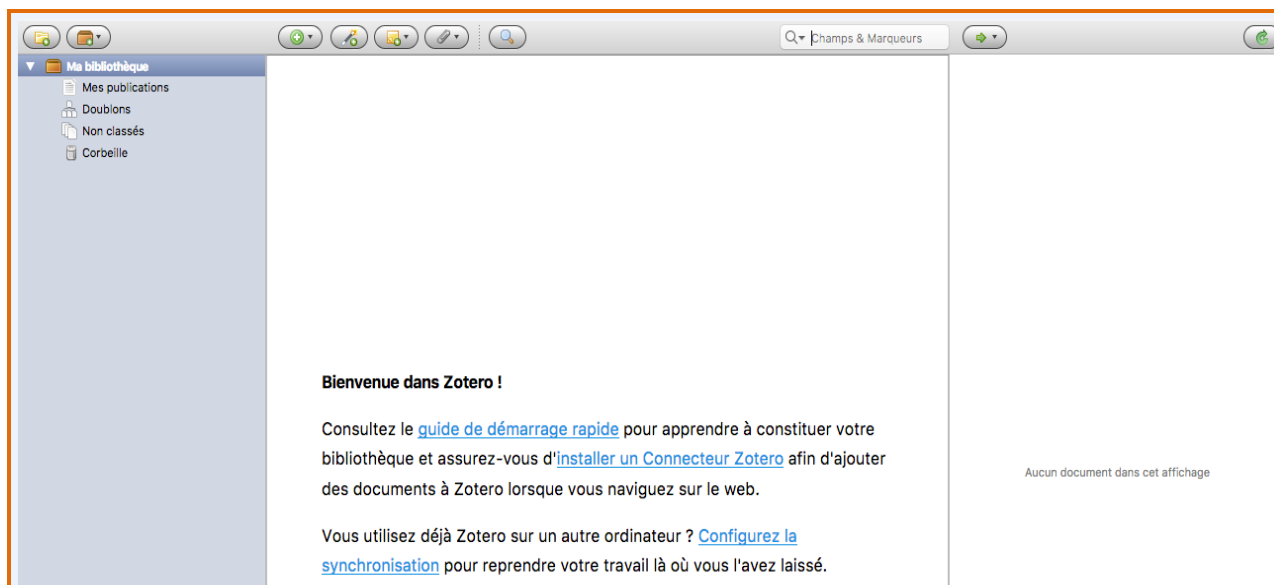 Champs & Marqueurs
Ma bibliothèque
Mes publications
Doublons
Non classés
Corbeille
Bienvenue dans Zotero !
Consultez le guide de démarrage rapide pour apprendre à constituer votre
bibliothèque et assurez-vous d'installer un Connecteur Zotero afin d'ajouter
des documents à Zotero lorsque vous naviguez sur le web.
Vous utilisez déjà Zotero sur un autre ordinateur ? Configurez la
synchronisation pour reprendre votre travail là où vous l'avez laissé.
Aucun document dans cet affichage